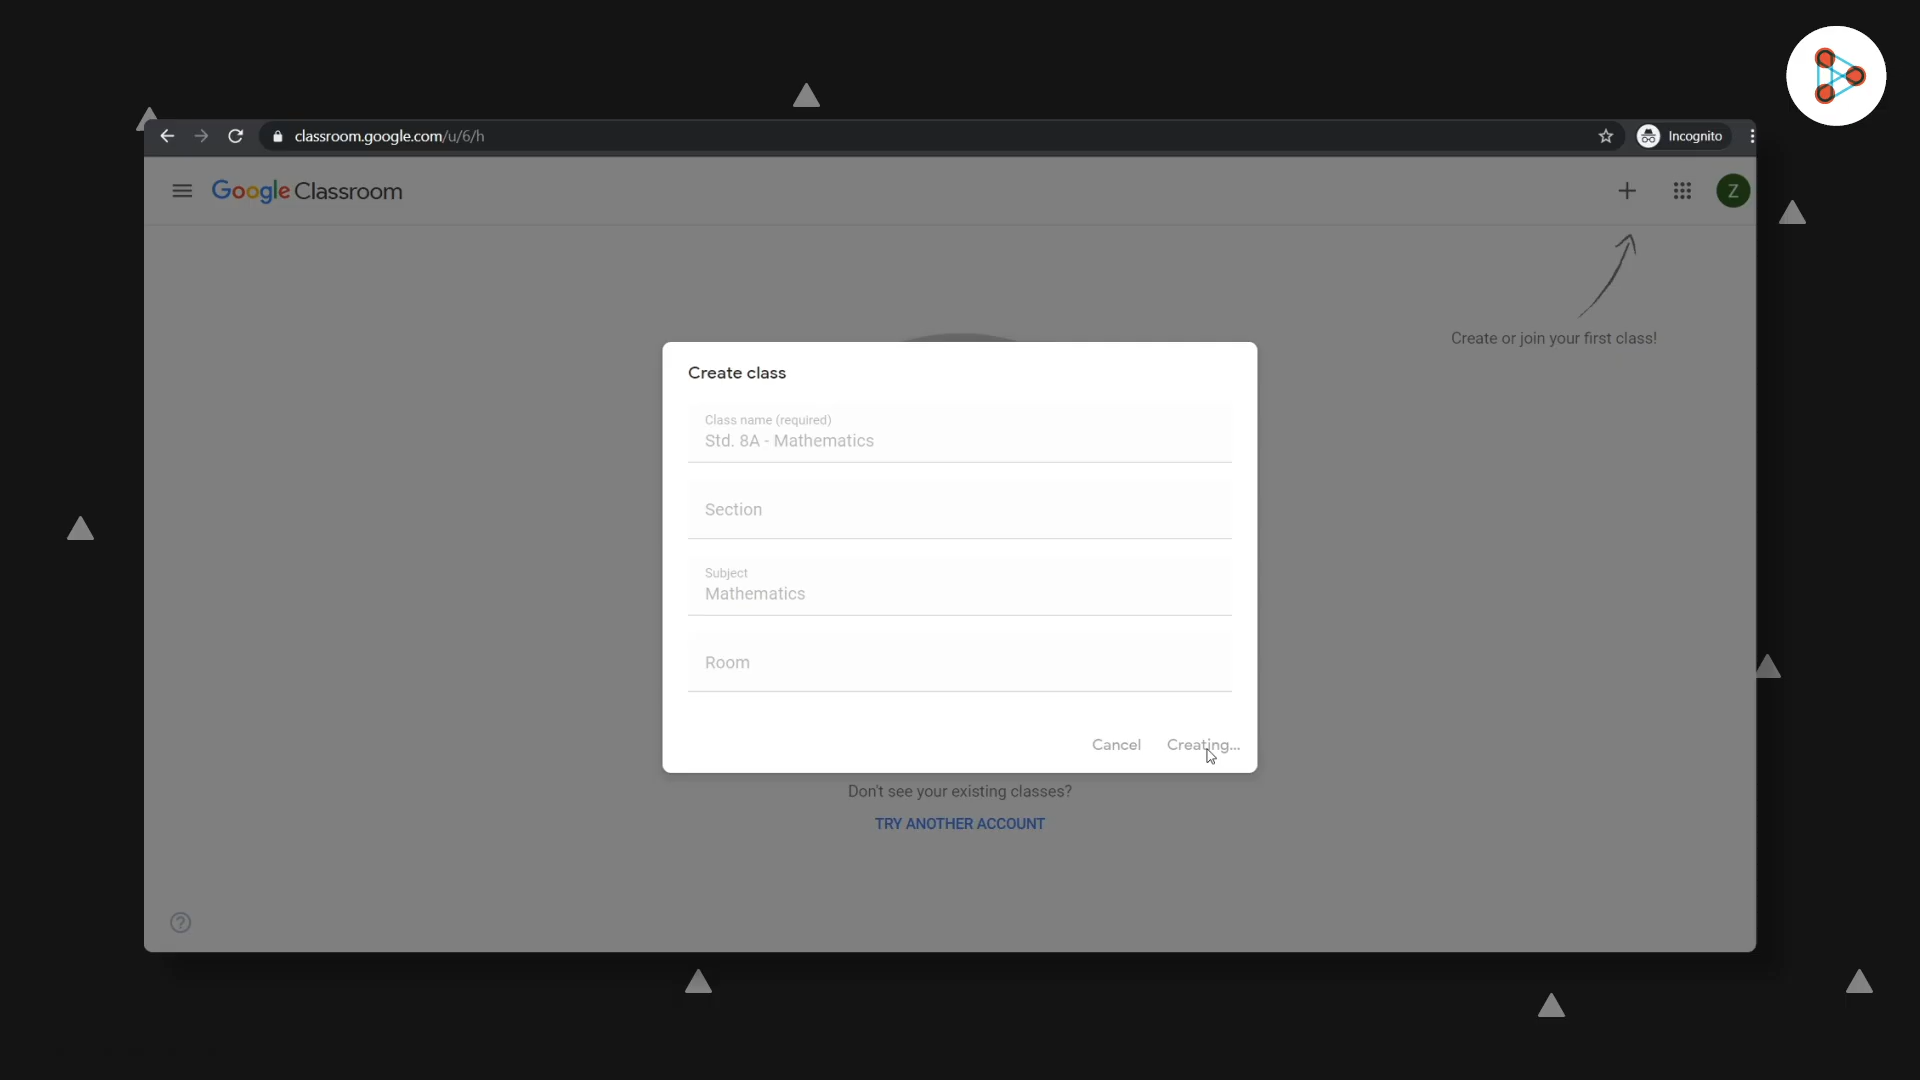 classroom.google.com/u/6/h
Incognito
Google Classroom
Z
Create or join your first class!
Create class
Class name (required)
Std. 8A - Mathematics
Section
Subject
Mathematics
Room
Cancel
Creating...
Don't see your existing classes?
TRY ANOTHER ACCOUNT